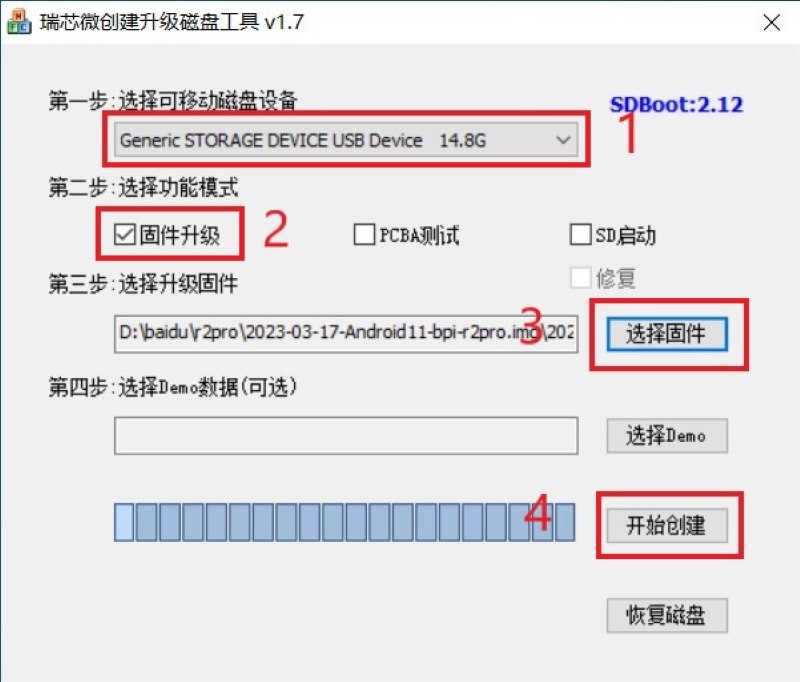 瑞芯微创建升级磁盘工具 v1.7
第一步:选择可移动磁盘设备
SDBoot:2.12
Generic STORAGE DEVICE USB Device 14.8G
1
第二步:选择功能模式
固件升级
2
PCBA测试
SD启动
第三步:选择升级固件
修复
D:\baidu\r2pro\2023-03-17-Android11-bpi-r2pro.img\202
3
选择固件
第四步:选择Demo数据(可选)
选择Demo
4
开始创建
恢复磁盘